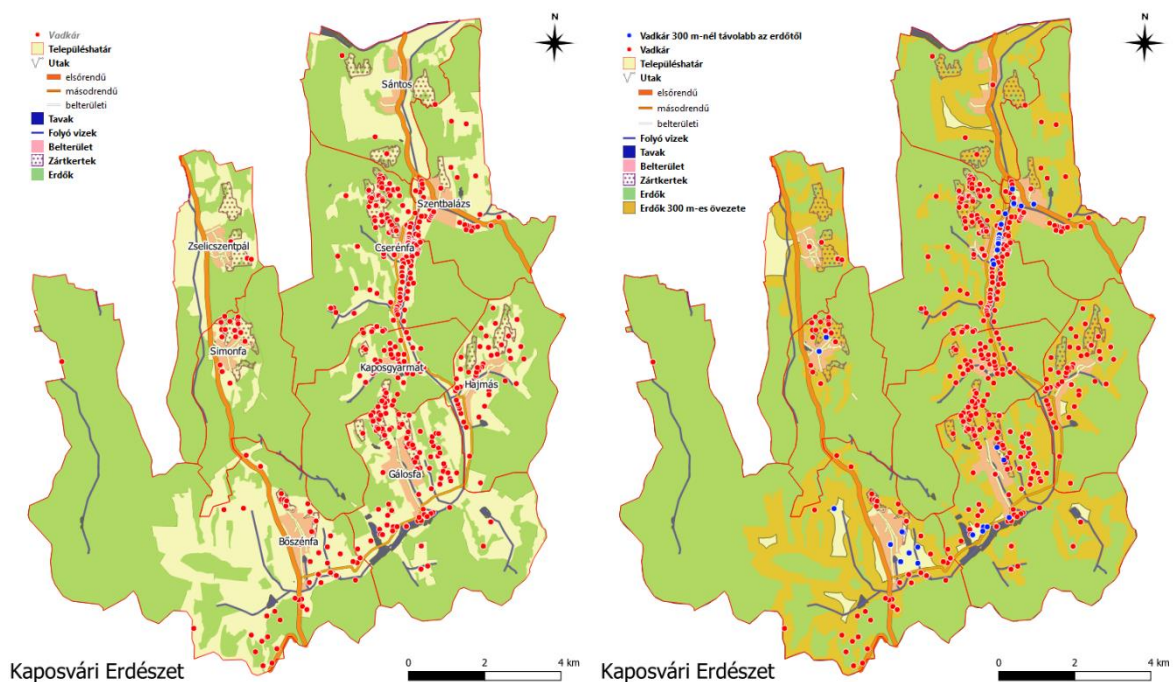 N
Vadkár
Településhatár
Utak
elsőrendű
másodrendű
belterületi
Tavak
Folyó vizek
Belterület
Zártkertek
Erdők
Sántos
Szentbalázs
Zselicszentpál
Cserénfa
Simonfa
Kaposgyarmat
Hajmás
Gálosfa
Bőszénfa
Kaposvári Erdészet
0 2 4 km
N
Vadkár 300 m-nél távolabb az erdőtől
Vadkár
Településhatár
Utak
elsőrendű
másodrendű
belterületi
Folyó vizek
Tavak
Belterület
Zártkertek
Erdők
Erdők 300 m-es övezete
Kaposvári Erdészet
0 2 4 km